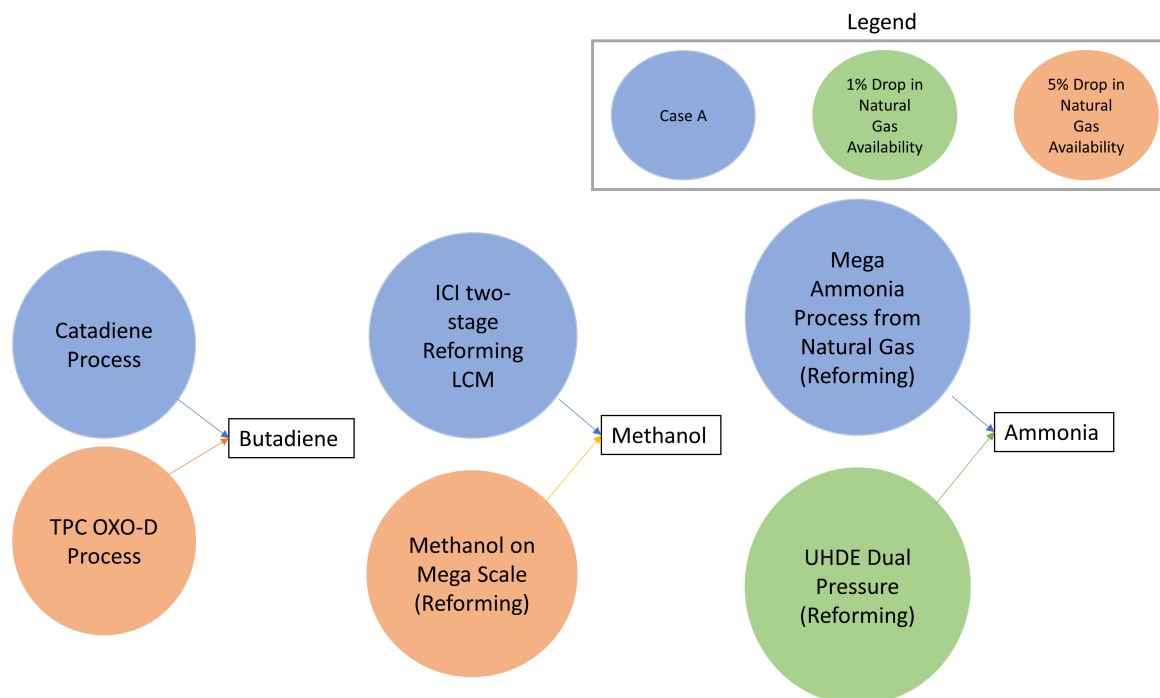 Legend
Case A
1% Drop in
Natural
Gas
Availability
5% Drop in
Natural
Gas
Availability
Catadiene
Process
TPC OXO-D
Process
Butadiene
ICI two-
stage
Reforming
LCM
Methanol on
Mega Scale
(Reforming)
Methanol
Mega
Ammonia
Process from
Natural Gas
(Reforming)
UHDE Dual
Pressure
(Reforming)
Ammonia